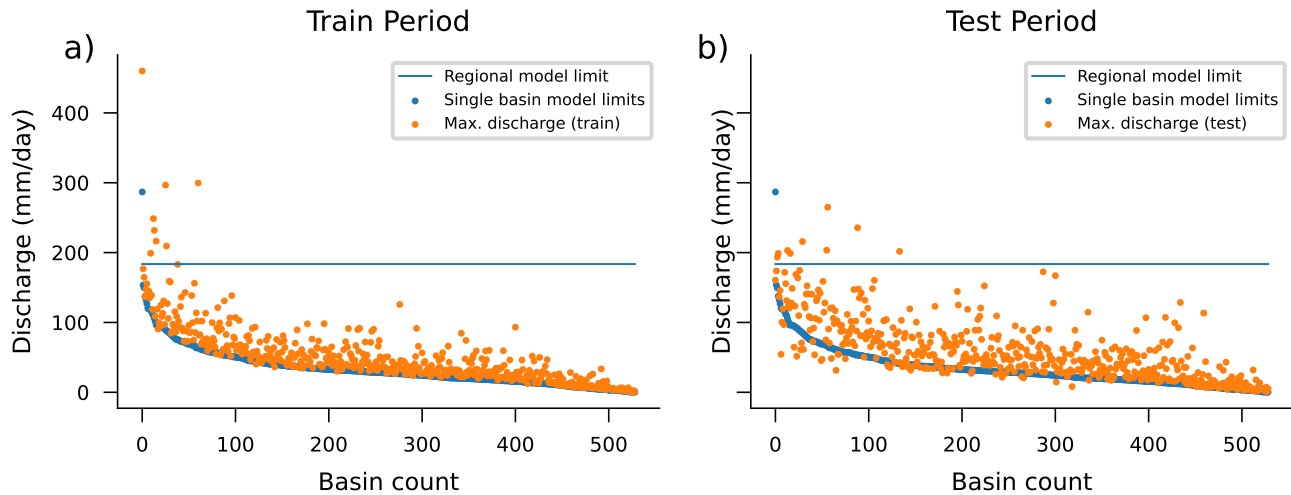 Train Period
a)
Regional model limit
Single basin model limits
Max. discharge (train)
Discharge (mm/day)
400
300
200
100
0
0 100 200 300 400 500
Basin count
Test Period
b)
Regional model limit
Single basin model limits
Max. discharge (test)
Discharge (mm/day)
0 100 200 300 400 500
Basin count